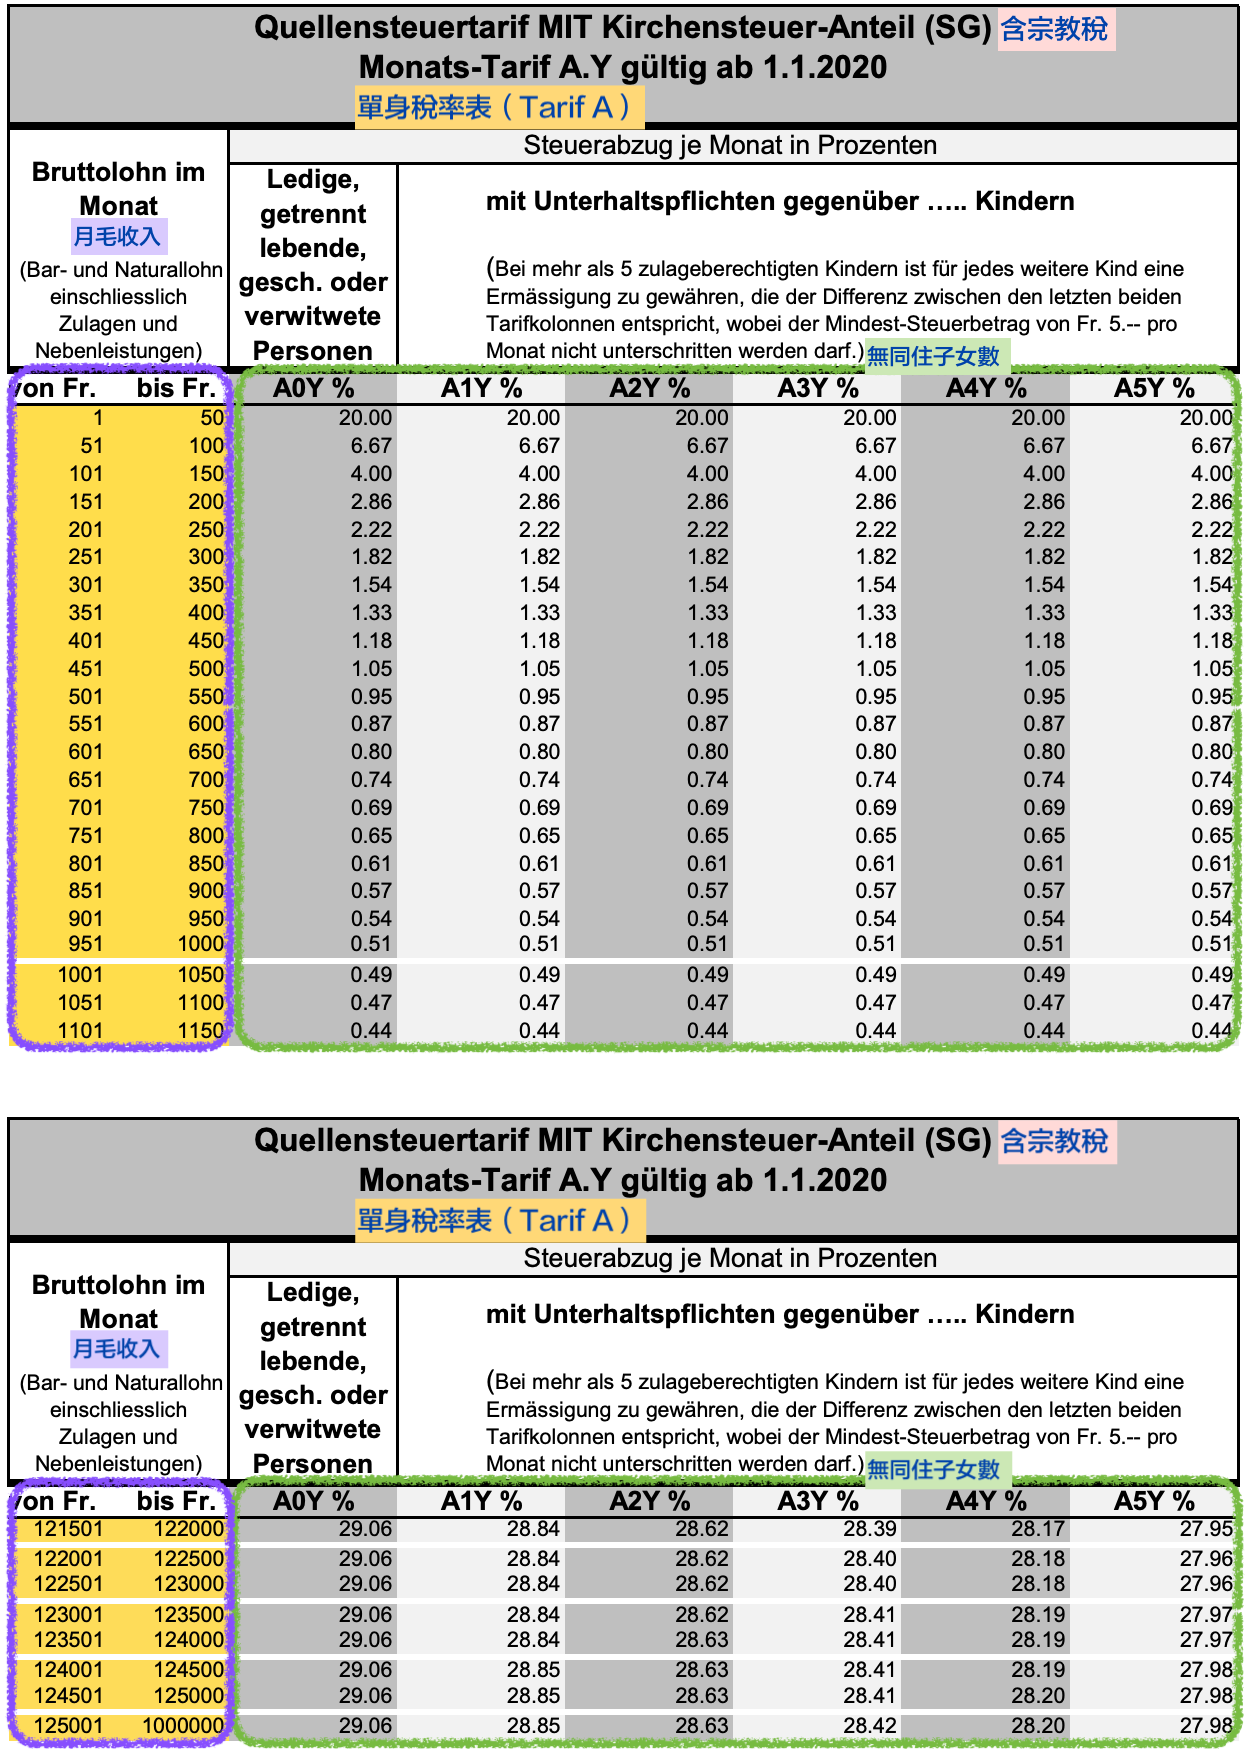 Quellensteuertarif MIT Kirchensteuer-Anteil (SG) 含宗教稅
Monats-Tarif A.Y gültig ab 1.1.2020
單身稅率表（Tarif A）
Steuerabzug je Monat in Prozenten
Bruttolohn im
Monat
月毛收入
(Bar- und Naturallohn
einschliesslich
Zulagen und
Nebenleistungen)
Ledige,
getrennt
lebende,
gesch. oder
verwitwete
Personen
mit Unterhaltspflichten gegenüber ….. Kindern
(Bei mehr als 5 zulageberechtigten Kindern ist für jedes weitere Kind eine
Ermässigung zu gewähren, die der Differenz zwischen den letzten beiden
Tarifkolonnen entspricht, wobei der Mindest-Steuerbetrag von Fr. 5.-- pro
Monat nicht unterschritten werden darf.) 無同住子女數
von Fr. bis Fr. A0Y % A1Y % A2Y % A3Y % A4Y % A5Y %
1 50 20.00 20.00 20.00 20.00 20.00 20.00
51 100 6.67 6.67 6.67 6.67 6.67 6.67
101 150 4.00 4.00 4.00 4.00 4.00 4.00
151 200 2.86 2.86 2.86 2.86 2.86 2.86
201 250 2.22 2.22 2.22 2.22 2.22 2.22
251 300 1.82 1.82 1.82 1.82 1.82 1.82
301 350 1.54 1.54 1.54 1.54 1.54 1.54
351 400 1.33 1.33 1.33 1.33 1.33 1.33
401 450 1.18 1.18 1.18 1.18 1.18 1.18
451 500 1.05 1.05 1.05 1.05 1.05 1.05
501 550 0.95 0.95 0.95 0.95 0.95 0.95
551 600 0.87 0.87 0.87 0.87 0.87 0.87
601 650 0.80 0.80 0.80 0.80 0.80 0.80
651 700 0.74 0.74 0.74 0.74 0.74 0.74
701 750 0.69 0.69 0.69 0.69 0.69 0.69
751 800 0.65 0.65 0.65 0.65 0.65 0.65
801 850 0.61 0.61 0.61 0.61 0.61 0.61
851 900 0.57 0.57 0.57 0.57 0.57 0.57
901 950 0.54 0.54 0.54 0.54 0.54 0.54
951 1000 0.51 0.51 0.51 0.51 0.51 0.51
1001 1050 0.49 0.49 0.49 0.49 0.49 0.49
1051 1100 0.47 0.47 0.47 0.47 0.47 0.47
1101 1150 0.44 0.44 0.44 0.44 0.44 0.44
Quellensteuertarif MIT Kirchensteuer-Anteil (SG) 含宗教稅
Monats-Tarif A.Y gültig ab 1.1.2020
單身稅率表（Tarif A）
Steuerabzug je Monat in Prozenten
Bruttolohn im
Monat
月毛收入
(Bar- und Naturallohn
einschliesslich
Zulagen und
Nebenleistungen)
Ledige,
getrennt
lebende,
gesch. oder
verwitwete
Personen
mit Unterhaltspflichten gegenüber ….. Kindern
(Bei mehr als 5 zulageberechtigten Kindern ist für jedes weitere Kind eine
Ermässigung zu gewähren, die der Differenz zwischen den letzten beiden
Tarifkolonnen entspricht, wobei der Mindest-Steuerbetrag von Fr. 5.-- pro
Monat nicht unterschritten werden darf.) 無同住子女數
von Fr. bis Fr. A0Y % A1Y % A2Y % A3Y % A4Y % A5Y %
121501 122000 29.06 28.84 28.62 28.39 28.17 27.95
122001 122500 29.06 28.84 28.62 28.40 28.18 27.96
122501 123000 29.06 28.84 28.62 28.40 28.18 27.96
123001 123500 29.06 28.84 28.62 28.41 28.19 27.97
123501 124000 29.06 28.84 28.63 28.41 28.19 27.97
124001 124500 29.06 28.85 28.63 28.41 28.19 27.98
124501 125000 29.06 28.85 28.63 28.41 28.20 27.98
125001 1000000 29.06 28.85 28.63 28.42 28.20 27.98